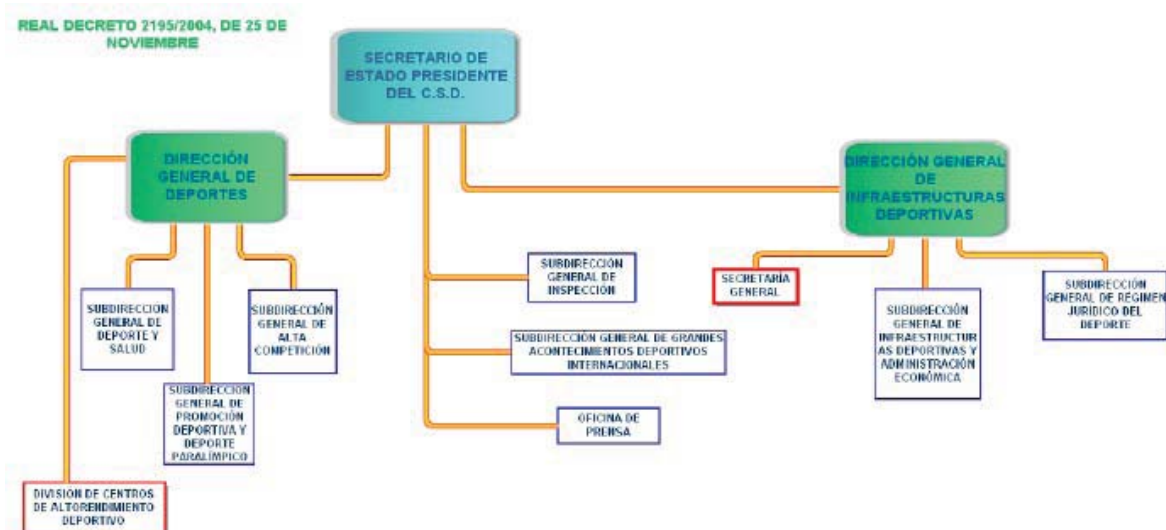 REAL DECRETO 2195/2004, DE 25 DE
NOVIEMBRE
SECRETARIO DE
ESTADO PRESIDENTE
DEL C.S.D.
DIRECCIÓN
GENERAL DE
DEPORTES
DIRECCIÓN GENERAL
DE
INFRAESTRUCTURAS
DEPORTIVAS
SUBDIRECCIÓN
GENERAL DE
DEPORTE Y
SALUD
SUBDIRECCIÓN
GENERAL DE
ALTA
COMPETICIÓN
SUBDIRECCIÓN
GENERAL DE
PROMOCIÓN
DEPORTIVA Y
DEPORTE
PARALÍMPICO
DIVISIÓN DE CENTROS
DE ALTORENDIMIENTO
DEPORTIVO
SUBDIRECCIÓN
GENERAL DE
INSPECCIÓN
SUBDIRECCIÓN GENERAL DE GRANDES
ACONTECIMIENTOS DEPORTIVOS
INTERNACIONALES
OFICINA DE
PRENSA
SECRETARÍA
GENERAL
SUBDIRECCIÓN
GENERAL DE
INFRAESTRUCTUR
AS DEPORTIVAS Y
ADMINISTRACIÓN
ECONÓMICA
SUBDIRECCIÓN
GENERAL DE RÉGIMEN
JURÍDICO DEL
DEPORTE